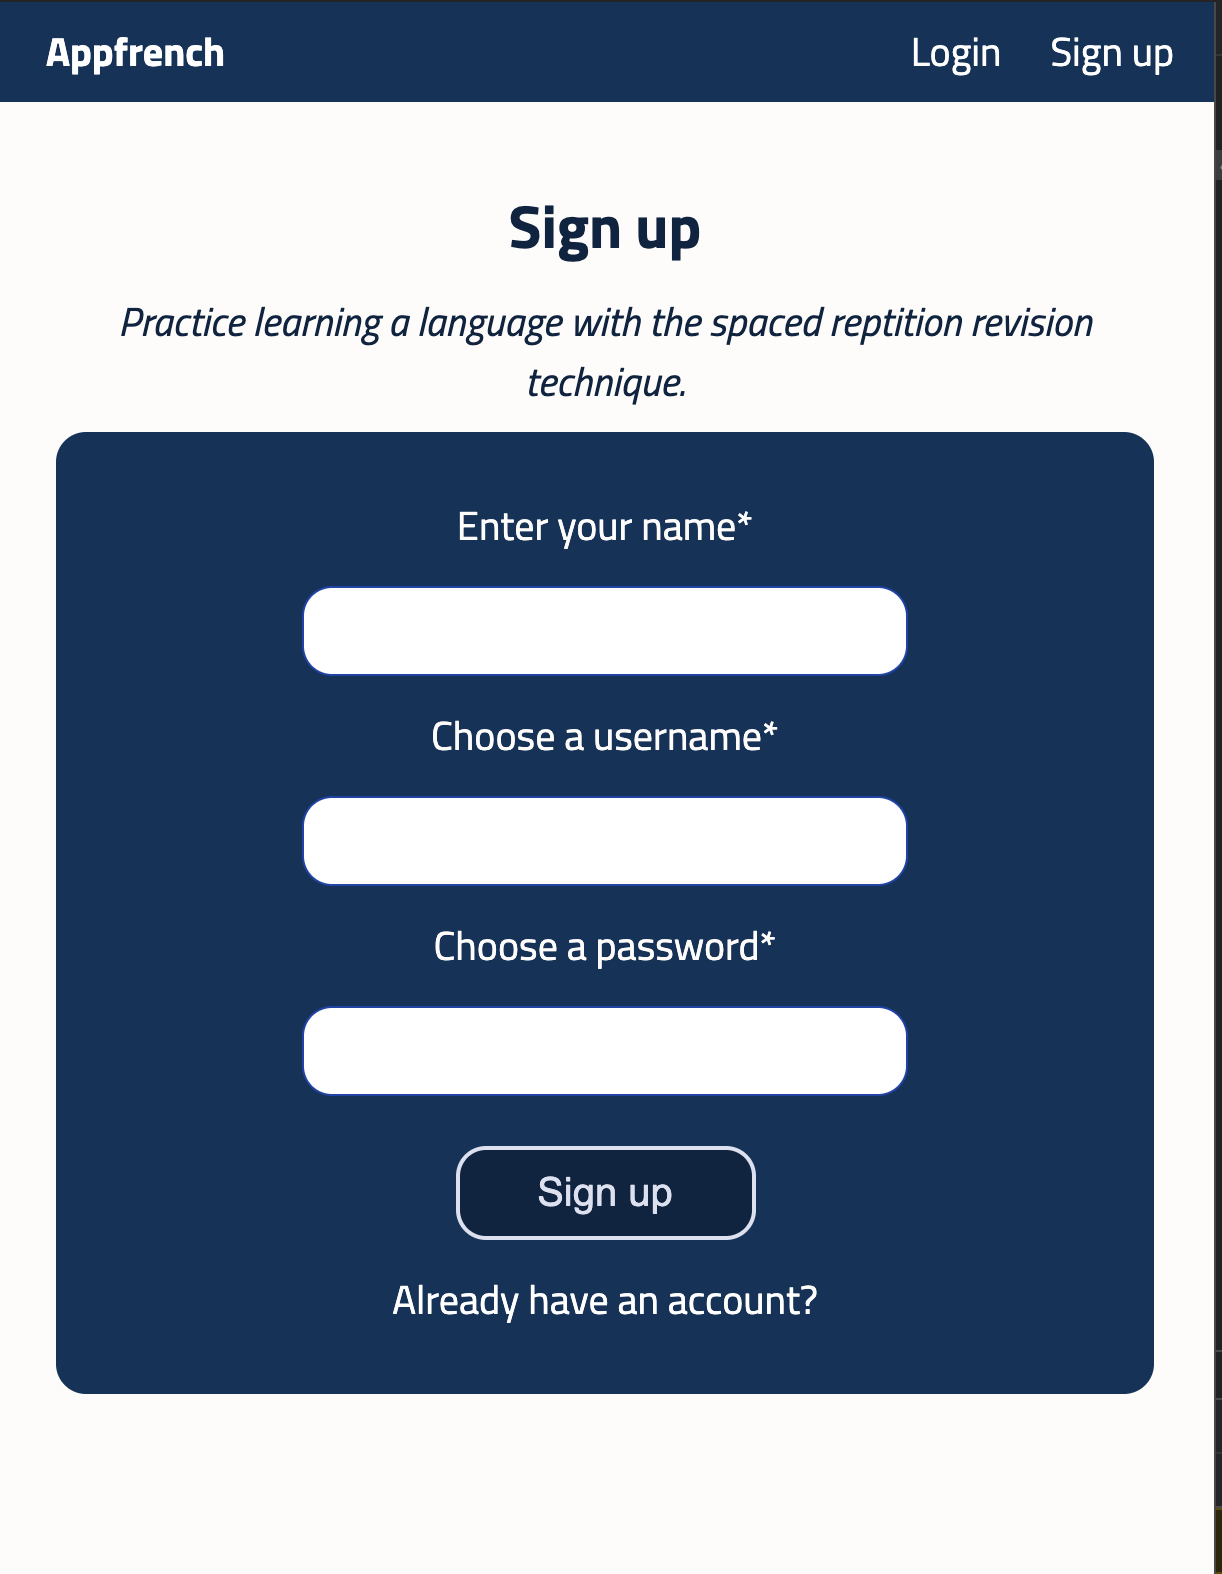 Appfrench
Login
Sign up
Sign up
Practice learning a language with the spaced reptition revision
technique.
Enter your name*
Choose a username*
Choose a password*
Sign up
Already have an account?